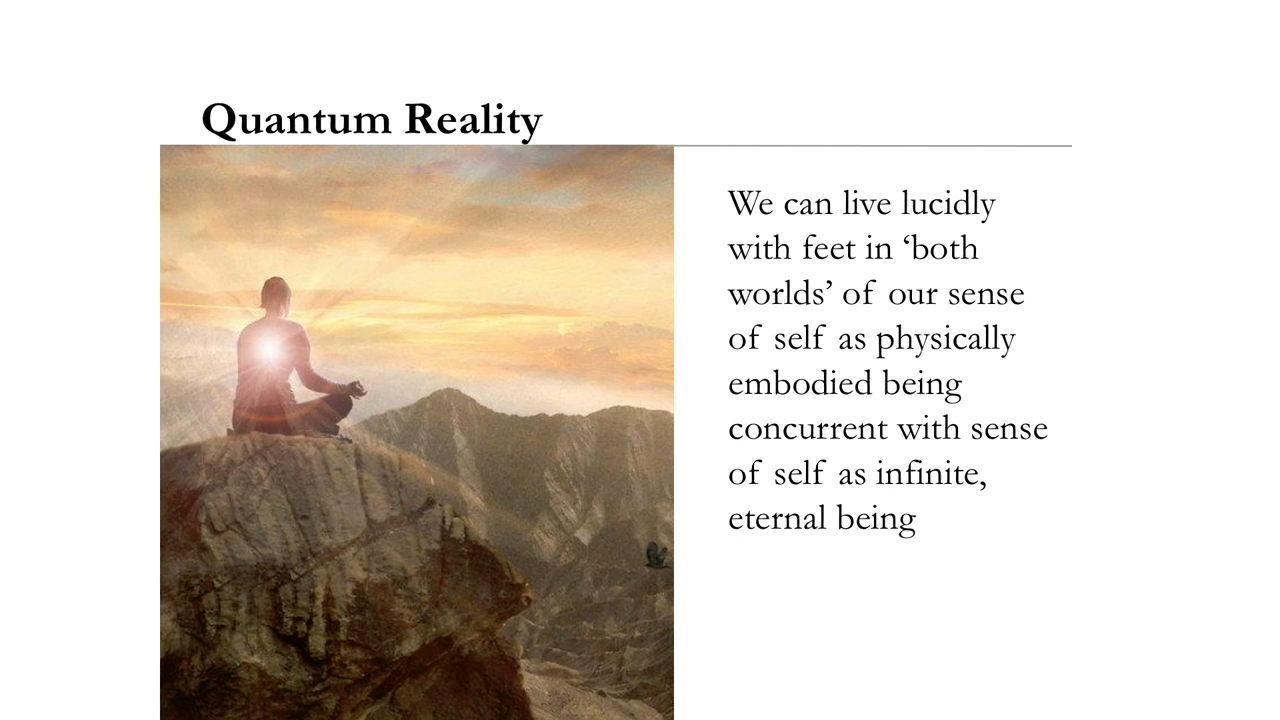 Quantum Reality
We can live lucidly
with feet in ‘both
worlds’ of our sense
of self as physically
embodied being
concurrent with sense
of self as infinite,
eternal being